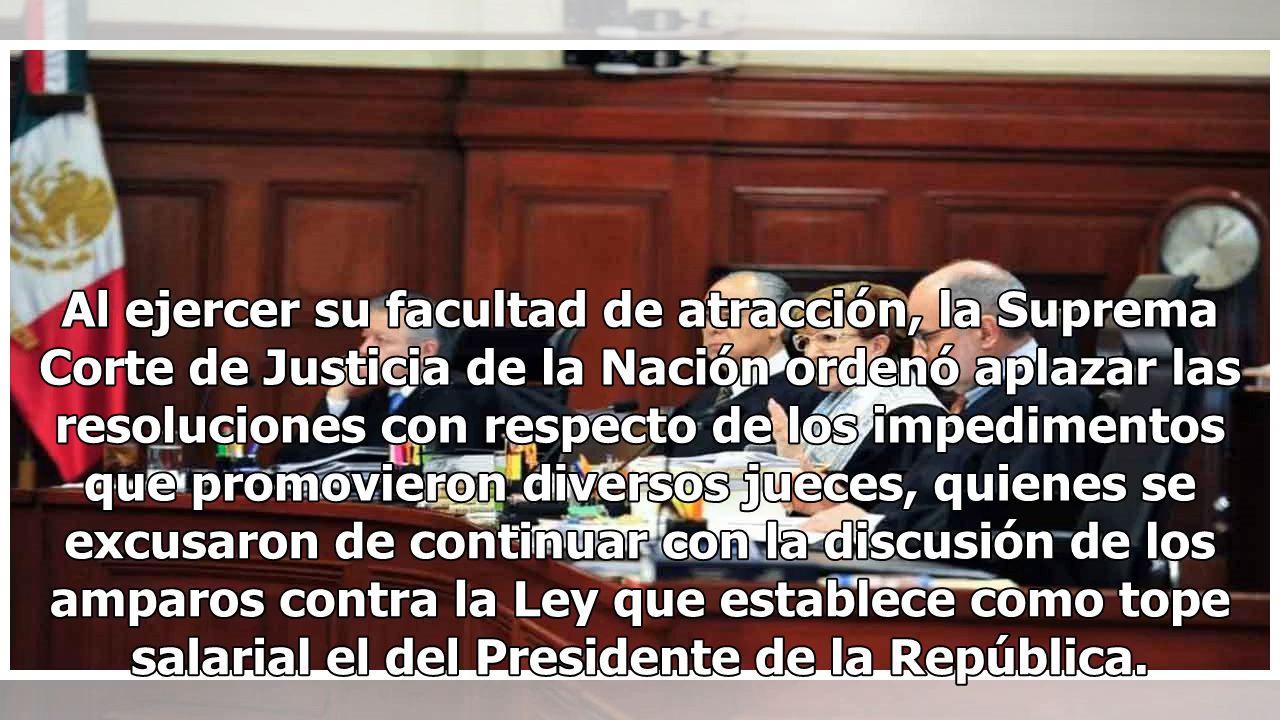 Al ejercer su facultad de atracción, la Suprema
Corte de Justicia de la Nación ordenó aplazar las
resoluciones con respecto de los impedimentos
que promovieron diversos jueces, quienes se
excusaron de continuar con la discusión de los
amparos contra la Ley que establece como tope
salarial el del Presidente de la República.